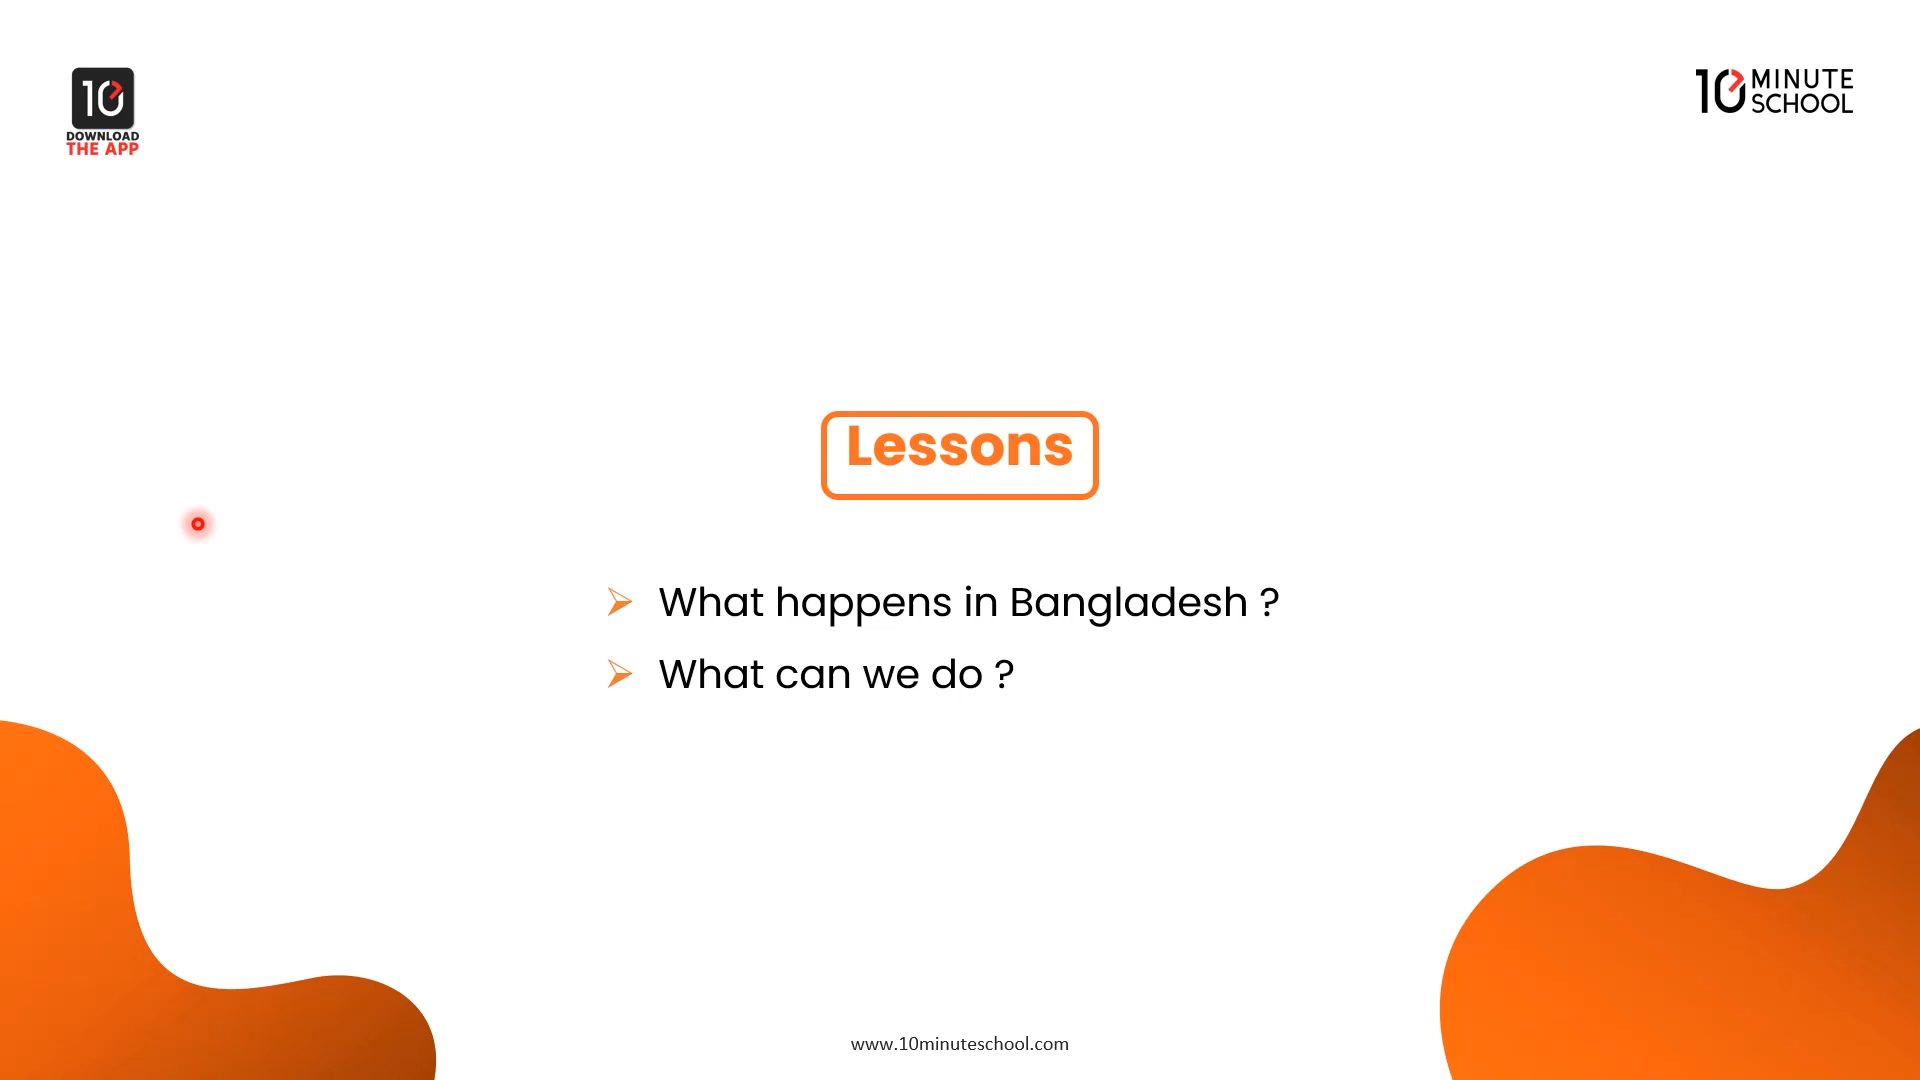 10
DOWNLOAD
THE APP
10 MINUTE
SCHOOL
Lessons
What happens in Bangladesh ?
What can we do ?
www.10minuteschool.com